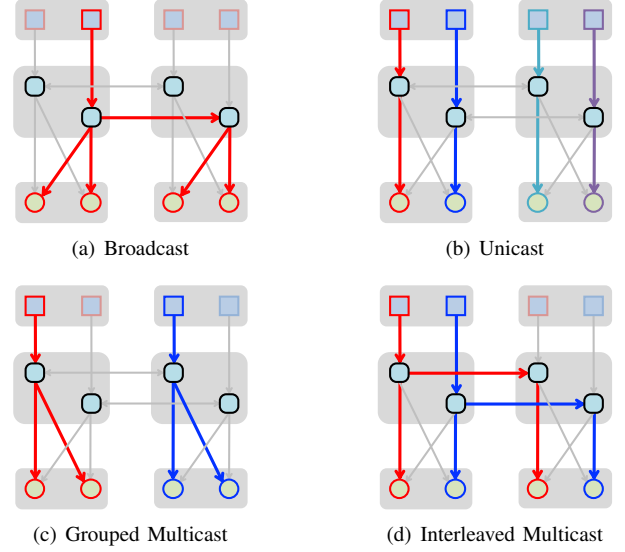 (a) Broadcast
(b) Unicast
(c) Grouped Multicast
(d) Interleaved Multicast